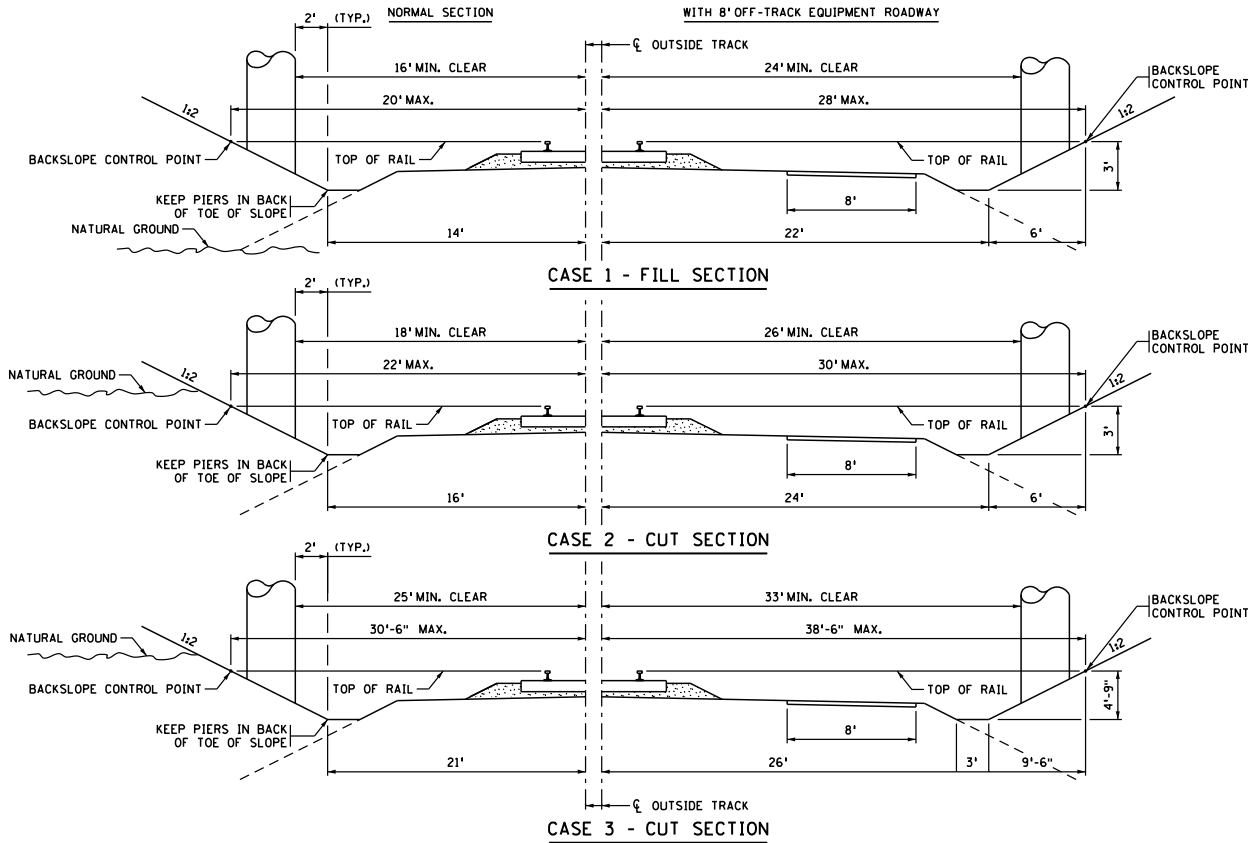 NORMAL SECTION
WITH 8' OFF-TRACK EQUIPMENT ROADWAY
2' (TYP.)
℄ OUTSIDE TRACK
16' MIN. CLEAR
24' MIN. CLEAR
BACKSLOPE
CONTROL POINT
20' MAX.
28' MAX.
1:2
1:2
BACKSLOPE CONTROL POINT
TOP OF RAIL
TOP OF RAIL
3'
KEEP PIERS IN BACK
OF TOE OF SLOPE
8'
NATURAL GROUND
14'
22'
6'
CASE 1 - FILL SECTION
2' (TYP.)
18' MIN. CLEAR
26' MIN. CLEAR
BACKSLOPE
CONTROL POINT
22' MAX.
30' MAX.
NATURAL GROUND
1:2
1:2
BACKSLOPE CONTROL POINT
TOP OF RAIL
TOP OF RAIL
3'
KEEP PIERS IN BACK
OF TOE OF SLOPE
8'
16'
24'
6'
CASE 2 - CUT SECTION
2' (TYP.)
25' MIN. CLEAR
33' MIN. CLEAR
BACKSLOPE
CONTROL POINT
30'-6" MAX.
38'-6" MAX.
NATURAL GROUND
1:2
1:2
BACKSLOPE CONTROL POINT
TOP OF RAIL
TOP OF RAIL
4'-9"
KEEP PIERS IN BACK
OF TOE OF SLOPE
8'
21'
26'
3'
9'-6"
℄ OUTSIDE TRACK
CASE 3 - CUT SECTION